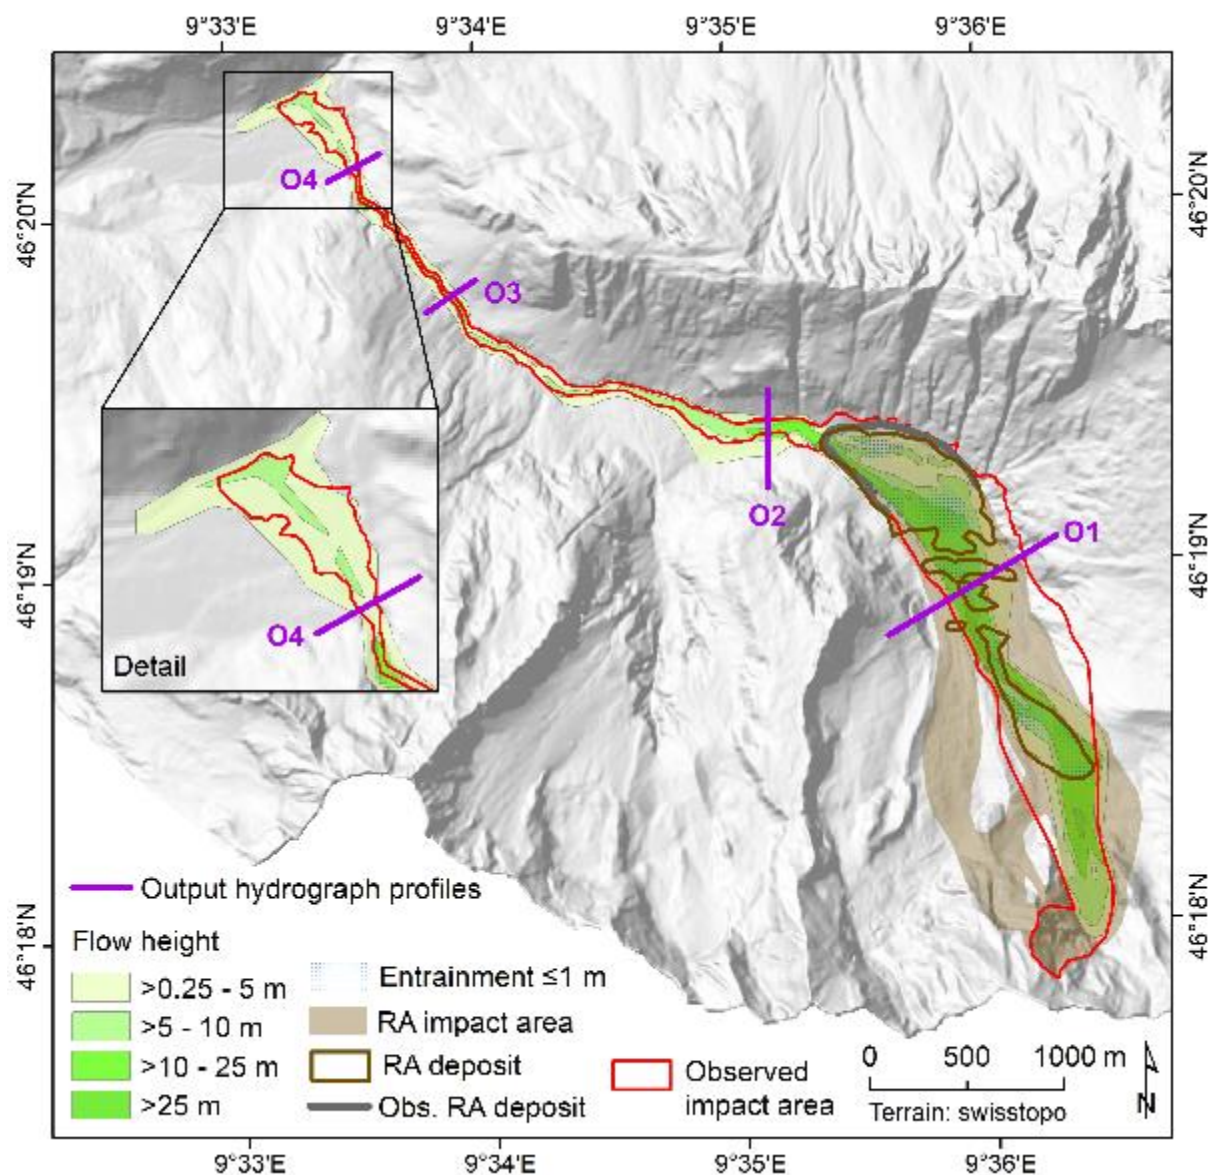 9°33'E 9°34'E 9°35'E 9°36'E
46°20'N
46°20'N
O4
O3
O2
O1
46°19'N
46°19'N
O4
Detail
46°18'N
46°18'N
Output hydrograph profiles
Flow height
>0.25 - 5 m
>5 - 10 m
>10 - 25 m
>25 m
Entrainment ≤1 m
RA impact area
RA deposit
Obs. RA deposit
Observed
impact area
0 500 1000 m
Terrain: swisstopo
N
9°33'E 9°34'E 9°35'E 9°36'E